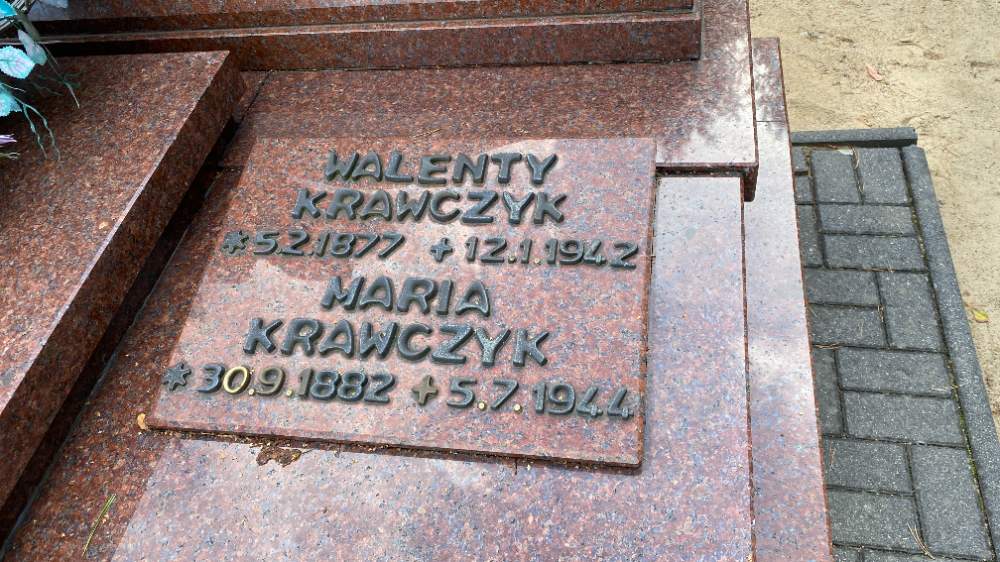 WALENTY
KRAWCZYK
*5.2.1877 +12.1.1942
MARIA
KRAWCZYK
*30.9.1882 +5.7.1944